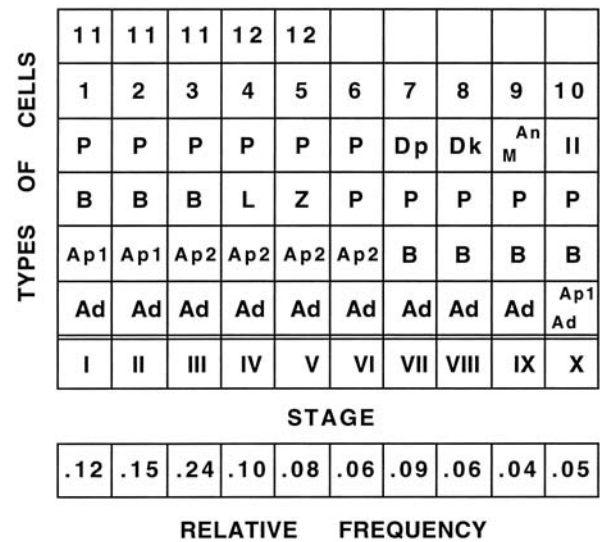 TYPES OF CELLS
11 11 11 12 12
1 2 3 4 5 6 7 8 9 10
P P P P P P Dp Dk M An II
B B B L Z P P P P P
Ap1 Ap1 Ap2 Ap2 Ap2 Ap2 B B B B
Ad Ad Ad Ad Ad Ad Ad Ad Ad Ad Ap1
I II III IV V VI VII VIII IX X
STAGE
.12 .15 .24 .10 .08 .06 .09 .06 .04 .05
RELATIVE FREQUENCY